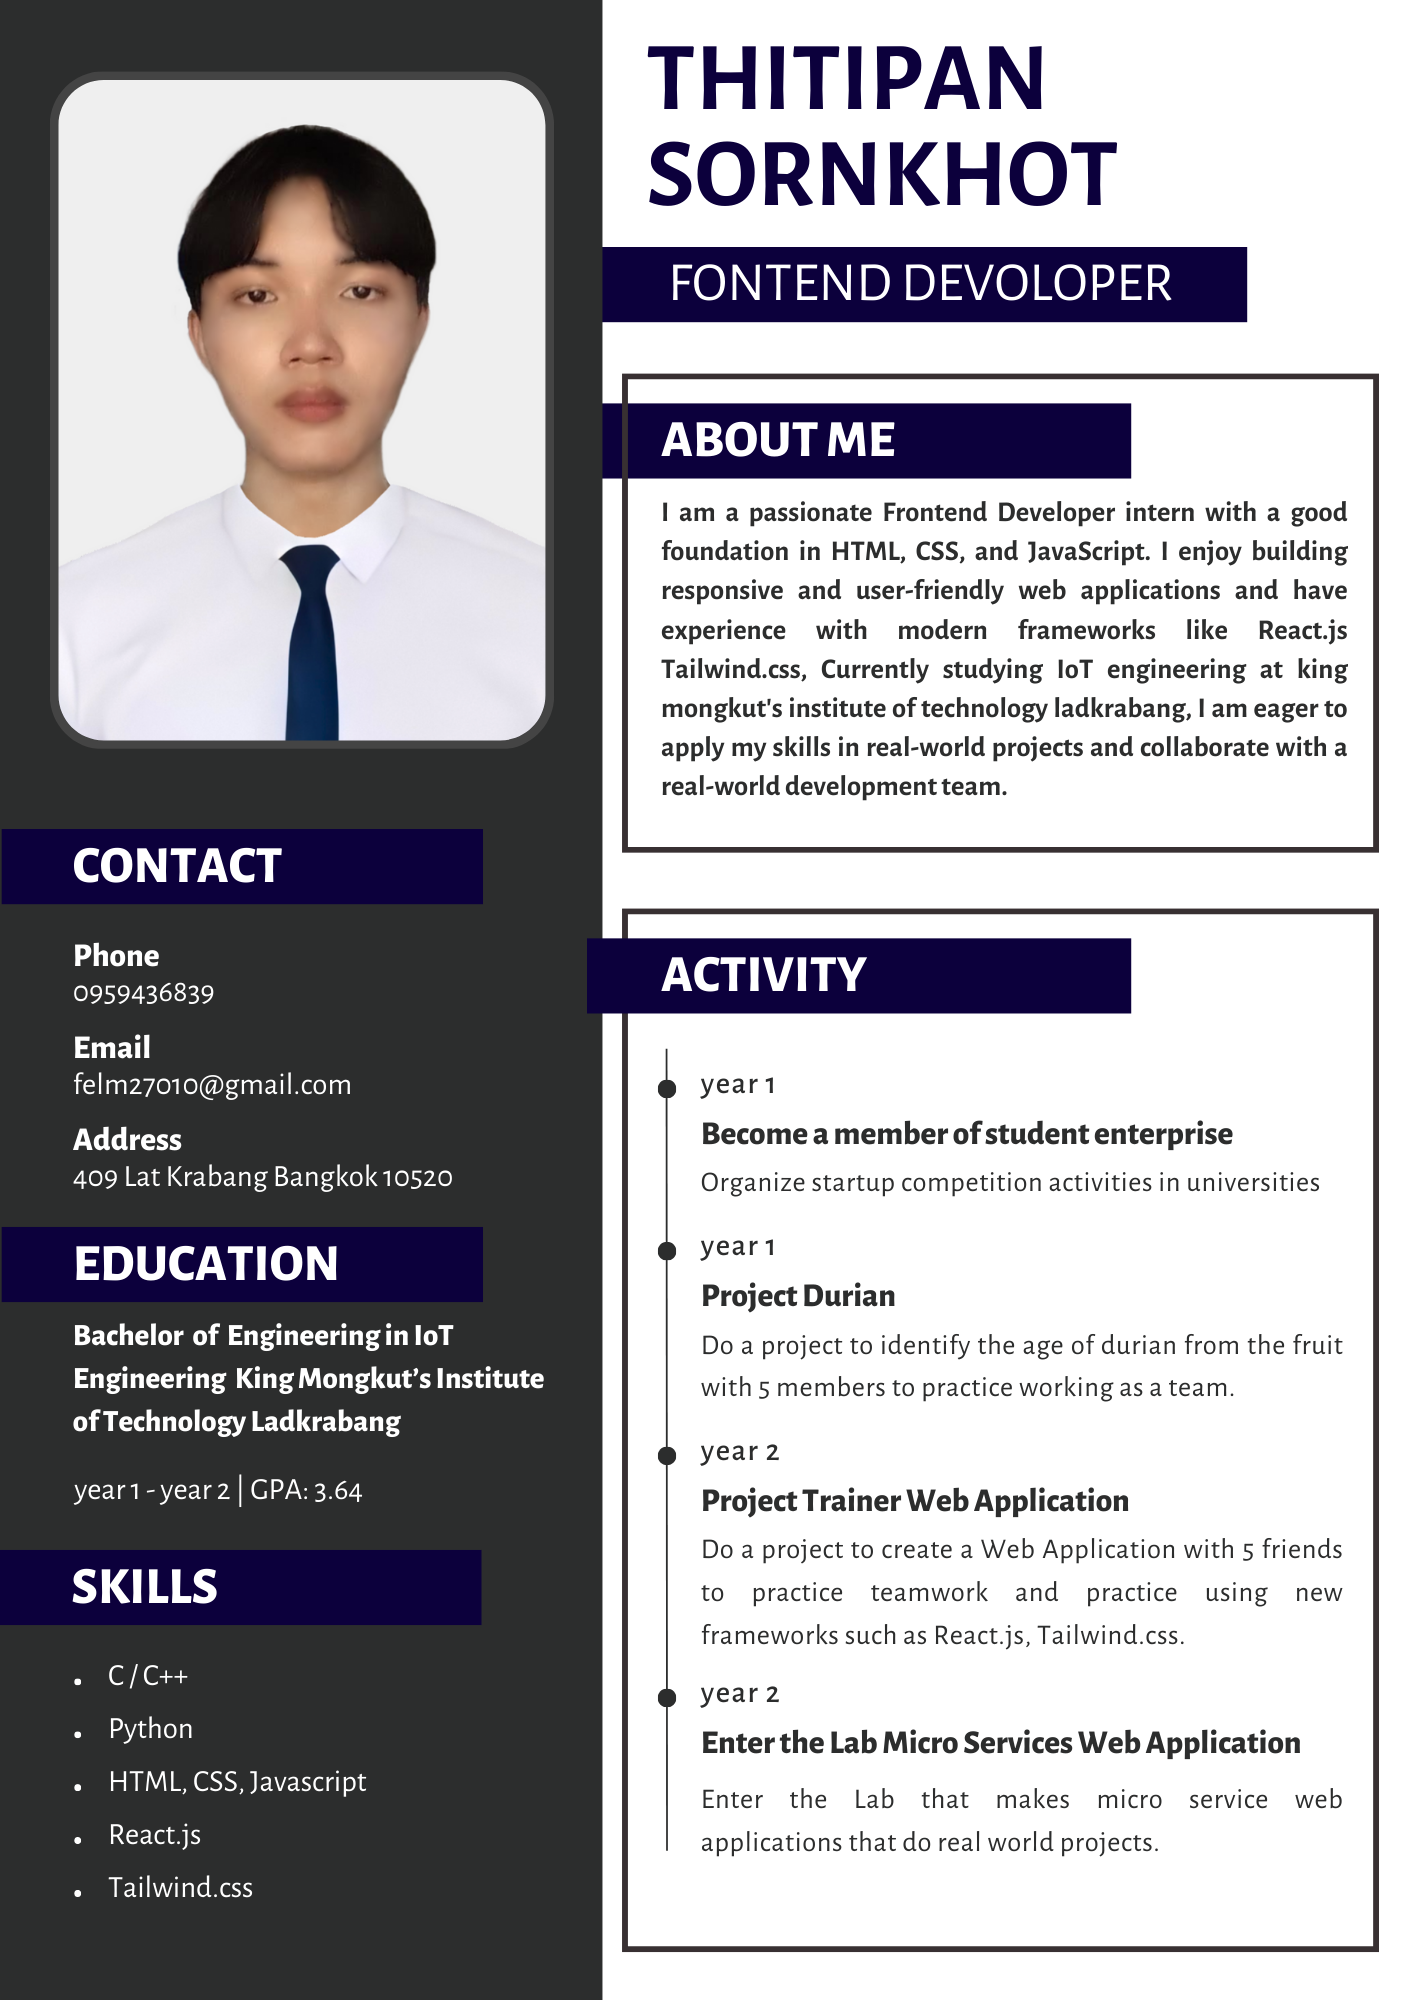 THITIPAN
SORNKHOT
FONTEND DEVOLOPER
ABOUT ME
I am a passionate Frontend Developer intern with a good
foundation in HTML, CSS, and JavaScript. I enjoy building
responsive and user-friendly web applications and have
experience with modern frameworks like React.js
Tailwind.css, Currently studying IoT engineering at king
mongkut's institute of technology ladkrabang, I am eager to
apply my skills in real-world projects and collaborate with a
real-world development team.
CONTACT
Phone
0959436839
Email
felm27010@gmail.com
Address
409 Lat Krabang Bangkok 10520
EDUCATION
Bachelor of Engineering in IoT
Engineering King Mongkut’s Institute
of Technology Ladkrabang
year 1 - year 2 | GPA: 3.64
SKILLS
• C / C++
• Python
• HTML, CSS, Javascript
• React.js
• Tailwind.css
ACTIVITY
year 1
Become a member of student enterprise
Organize startup competition activities in universities
year 1
Project Durian
Do a project to identify the age of durian from the fruit
with 5 members to practice working as a team.
year 2
Project Trainer Web Application
Do a project to create a Web Application with 5 friends
to practice teamwork and practice using new
frameworks such as React.js, Tailwind.css.
year 2
Enter the Lab Micro Services Web Application
Enter the Lab that makes micro service web
applications that do real world projects.